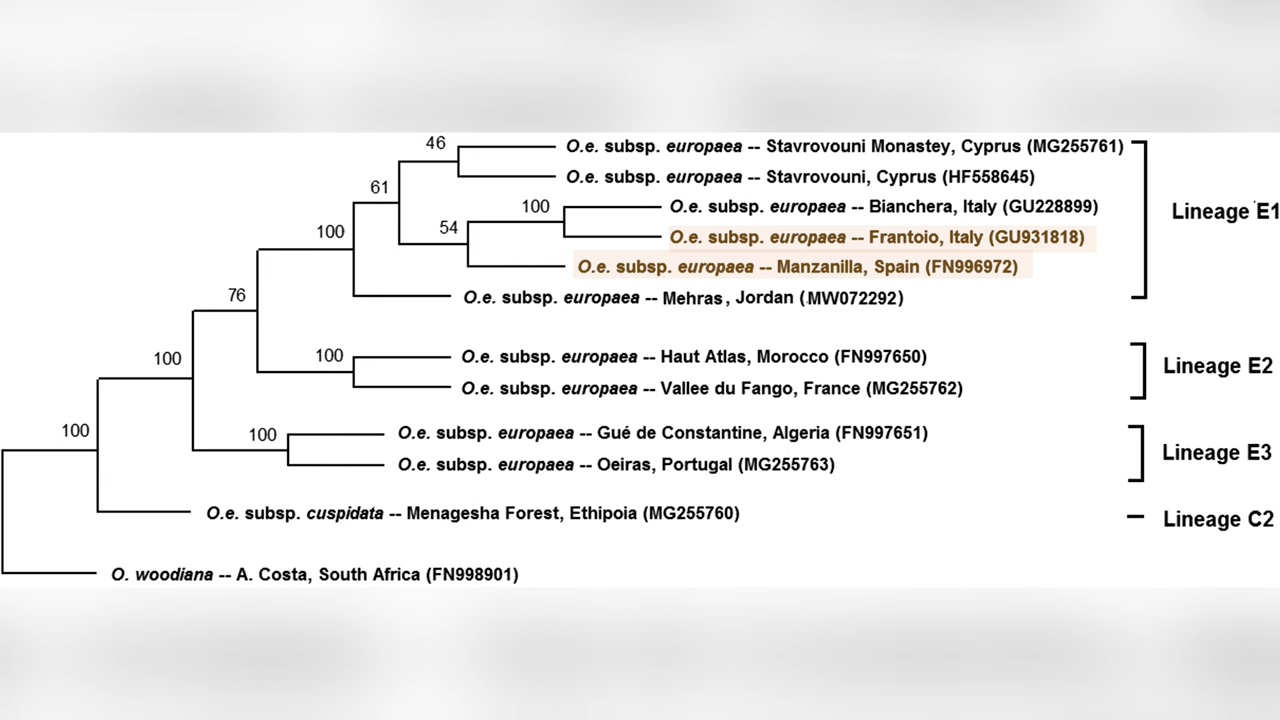 46
O.e. subsp. europaea -- Stavrovouni Monastey, Cyprus (MG255761)
61
O.e. subsp. europaea -- Stavrovouni, Cyprus (HF558645)
100
O.e. subsp. europaea -- Bianchera, Italy (GU228899)
Lineage E1
100
54
O.e. subsp. europaea -- Frantoio, Italy (GU931818)
O.e. subsp. europaea -- Manzanilla, Spain (FN996972)
76
O.e. subsp. europaea -- Mehras, Jordan (MW072292)
100
100
O.e. subsp. europaea -- Haut Atlas, Morocco (FN997650)
Lineage E2
O.e. subsp. europaea -- Vallee du Fango, France (MG255762)
100
100
O.e. subsp. europaea -- Gué de Constantine, Algeria (FN997651)
Lineage E3
O.e. subsp. europaea -- Oeiras, Portugal (MG255763)
O.e. subsp. cuspidata -- Menagesha Forest, Ethipoia (MG255760)
Lineage C2
O. woodiana -- A. Costa, South Africa (FN998901)